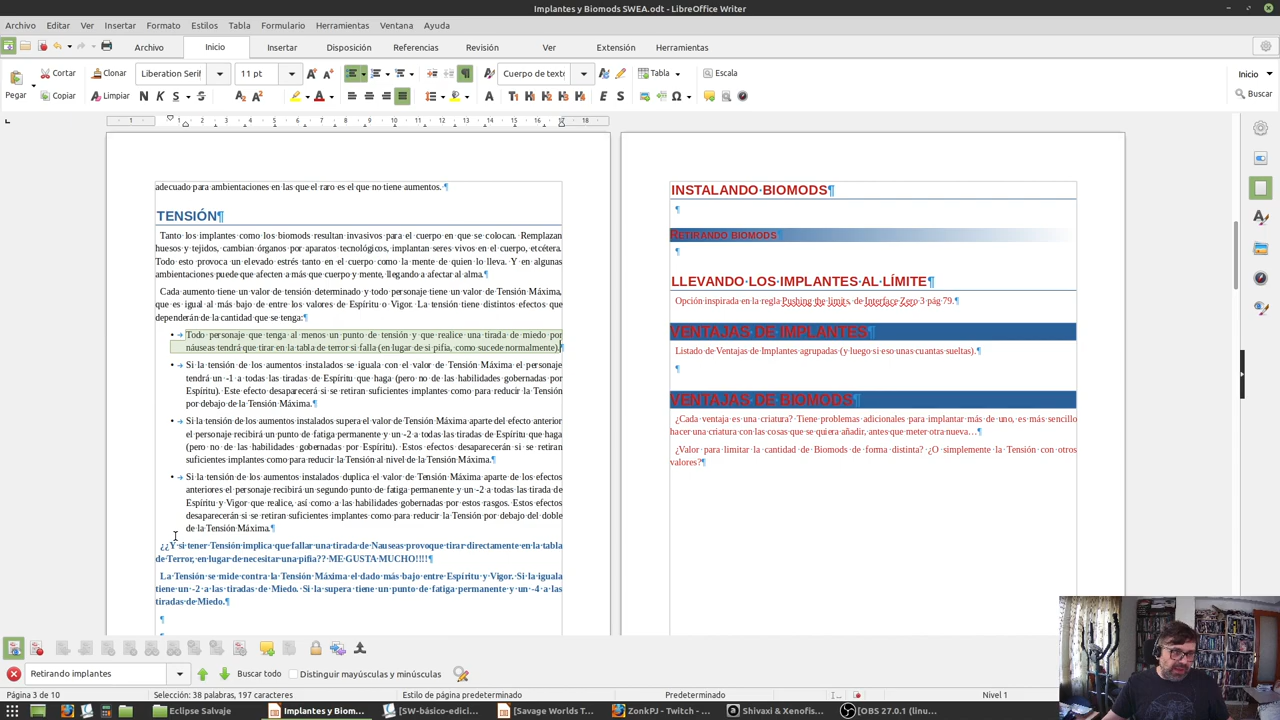 Implantes y Biomods SWEA.odt - LibreOffice Writer
Archivo Editar Ver Insertar Formato Estilos Tabla Formulario Herramientas Ventana Ayuda
Archivo Inicio Insertar Disposición Referencias Revisión Ver Extensión Herramientas
Cortar Clonar Liberation Serif 11 pt Cuerpo de texto Tabla Escala Inicio
Pegar Copiar Limpiar N K S S Buscar
adecuado para ambientaciones en las que el raro es el que no tiene aumentos.
TENSIÓN
Tanto los implantes como los biomods resultan invasivos para el cuerpo en que se colocan. Remplazan
huesos y tejidos, cambian órganos por aparatos tecnológicos, implantan seres vivos en el cuerpo, etcétera.
Todo esto provoca un elevado estrés tanto en el cuerpo como la mente de quien lo lleva. Y en algunas
ambientaciones puede que afecten a más que cuerpo y mente, llegando a afectar al alma.
Cada aumento tiene un valor de tensión determinado y todo personaje tiene un valor de Tensión Máxima,
que es igual al más bajo de entre los valores de Espíritu o Vigor. La tensión tiene distintos efectos que
dependerán de la cantidad que se tenga:
• Todo personaje que tenga al menos un punto de tensión y que realice una tirada de miedo por
náuseas tendrá que tirar en la tabla de terror si falla (en lugar de si pifia, como sucede normalmente).
• Si la tensión de los aumentos instalados se iguala con el valor de Tensión Máxima el personaje
tendrá un -1 a todas las tiradas de Espíritu que haga (pero no de las habilidades gobernadas por
Espíritu). Este efecto desaparecerá si se retiran suficientes implantes como para reducir la Tensión
por debajo de la Tensión Máxima.
• Si la tensión de los aumentos instalados supera el valor de Tensión Máxima aparte del efecto anterior
el personaje recibirá un punto de fatiga permanente y un -2 a todas las tiradas de Espíritu que haga
(pero no de las habilidades gobernadas por Espíritu). Estos efectos desaparecerán si se retiran
suficientes implantes como para reducir la Tensión al nivel de la Tensión Máxima.
• Si la tensión de los aumentos instalados duplica el valor de Tensión Máxima aparte de los efectos
anteriores el personaje recibirá un segundo punto de fatiga permanente y un -2 a todas las tirada de
Espíritu y Vigor que realice, así como a las habilidades gobernadas por estos rasgos. Estos efectos
desaparecerán si se retiran suficientes implantes como para reducir la Tensión por debajo del doble
de la Tensión Máxima.
¿¿Y si tener Tensión implica que fallar una tirada de Nauseas provoque tirar directamente en la tabla
de Terror, en lugar de necesitar una pifia?? ME GUSTA MUCHO!!!!
La Tensión se mide contra la Tensión Máxima el dado más bajo entre Espíritu y Vigor. Si la iguala
tiene un -2 a las tiradas de Miedo. Si la supera tiene un punto de fatiga permanente y un -4 a las
tiradas de Miedo.
INSTALANDO BIOMODS
RETIRANDO BIOMODS
LLEVANDO LOS IMPLANTES AL LÍMITE
Opción inspirada en la regla Pushing the limits, de Interface Zero 3 pág 79.
VENTAJAS DE IMPLANTES
Listado de Ventajas de Implantes agrupadas (y luego si eso unas cuantas sueltas).
VENTAJAS DE BIOMODS
¿Cada ventaja es una criatura? Tiene problemas adicionales para implantar más de uno, es más sencillo
hacer una criatura con las cosas que se quiera añadir, antes que meter otra nueva…
¿Valor para limitar la cantidad de Biomods de forma distinta? ¿O simplemente la Tensión con otros
valores?
Retirando implantes Buscar todo Distinguir mayúsculas y minúsculas
Página 3 de 10 Selección: 38 palabras, 197 caracteres Estilo de página predeterminado Predeterminado Nivel 1
Eclipse Salvaje Implantes y Biom... [SW-básico-edici... [Savage Worlds T... ZonkPJ - Twitch - ... Shivaxi & Xenofis... OBS 27.0.1 (linu...